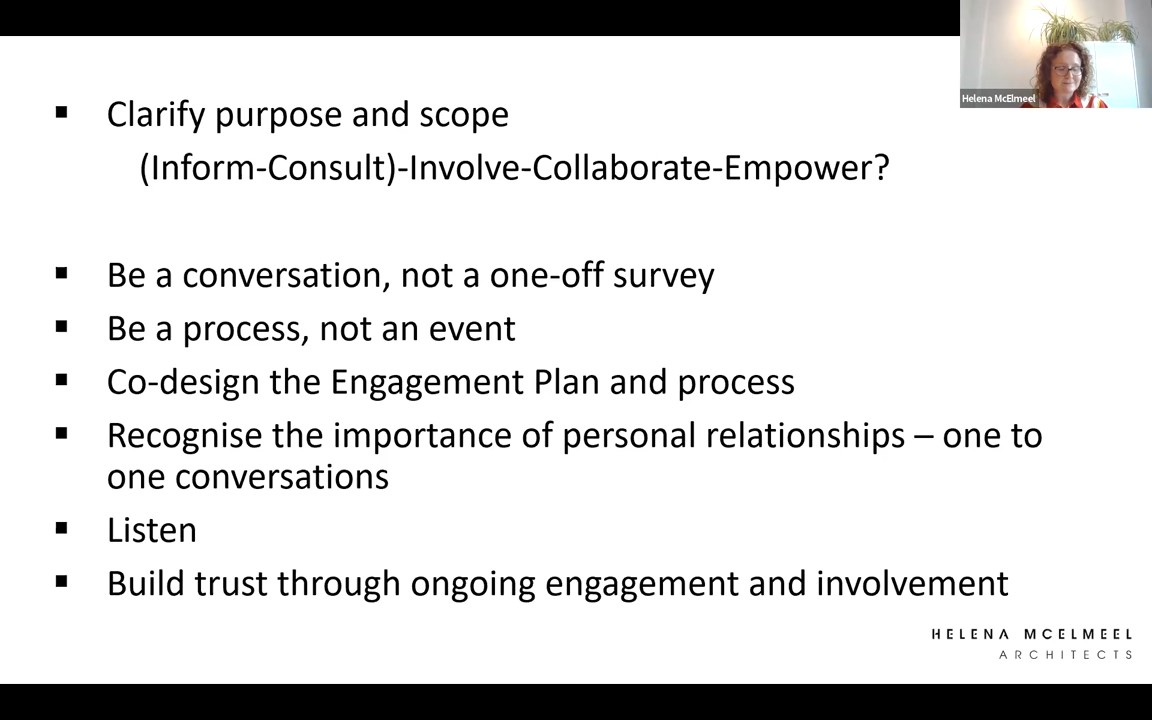 Helena McElmeel
▪ Clarify purpose and scope
(Inform-Consult)-Involve-Collaborate-Empower?
▪ Be a conversation, not a one-off survey
▪ Be a process, not an event
▪ Co-design the Engagement Plan and process
▪ Recognise the importance of personal relationships – one to
one conversations
▪ Listen
▪ Build trust through ongoing engagement and involvement
HELENA MCELMEEL
ARCHITECTS